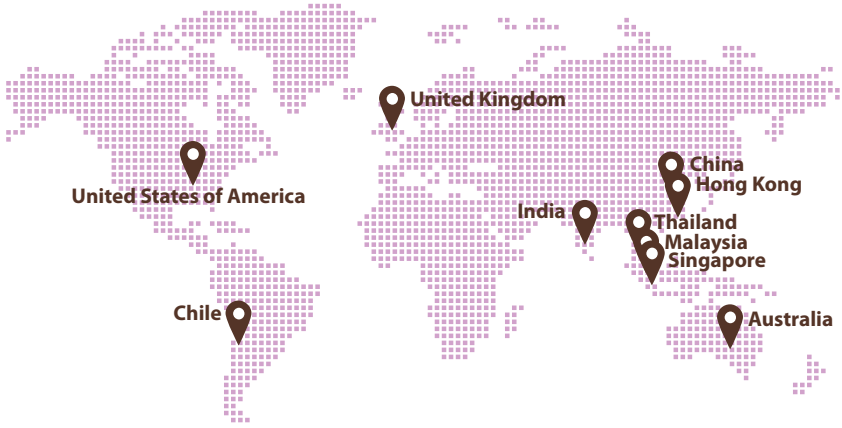 United Kingdom
China
Hong Kong
United States of America
India
Thailand
Malaysia
Singapore
Chile
Australia